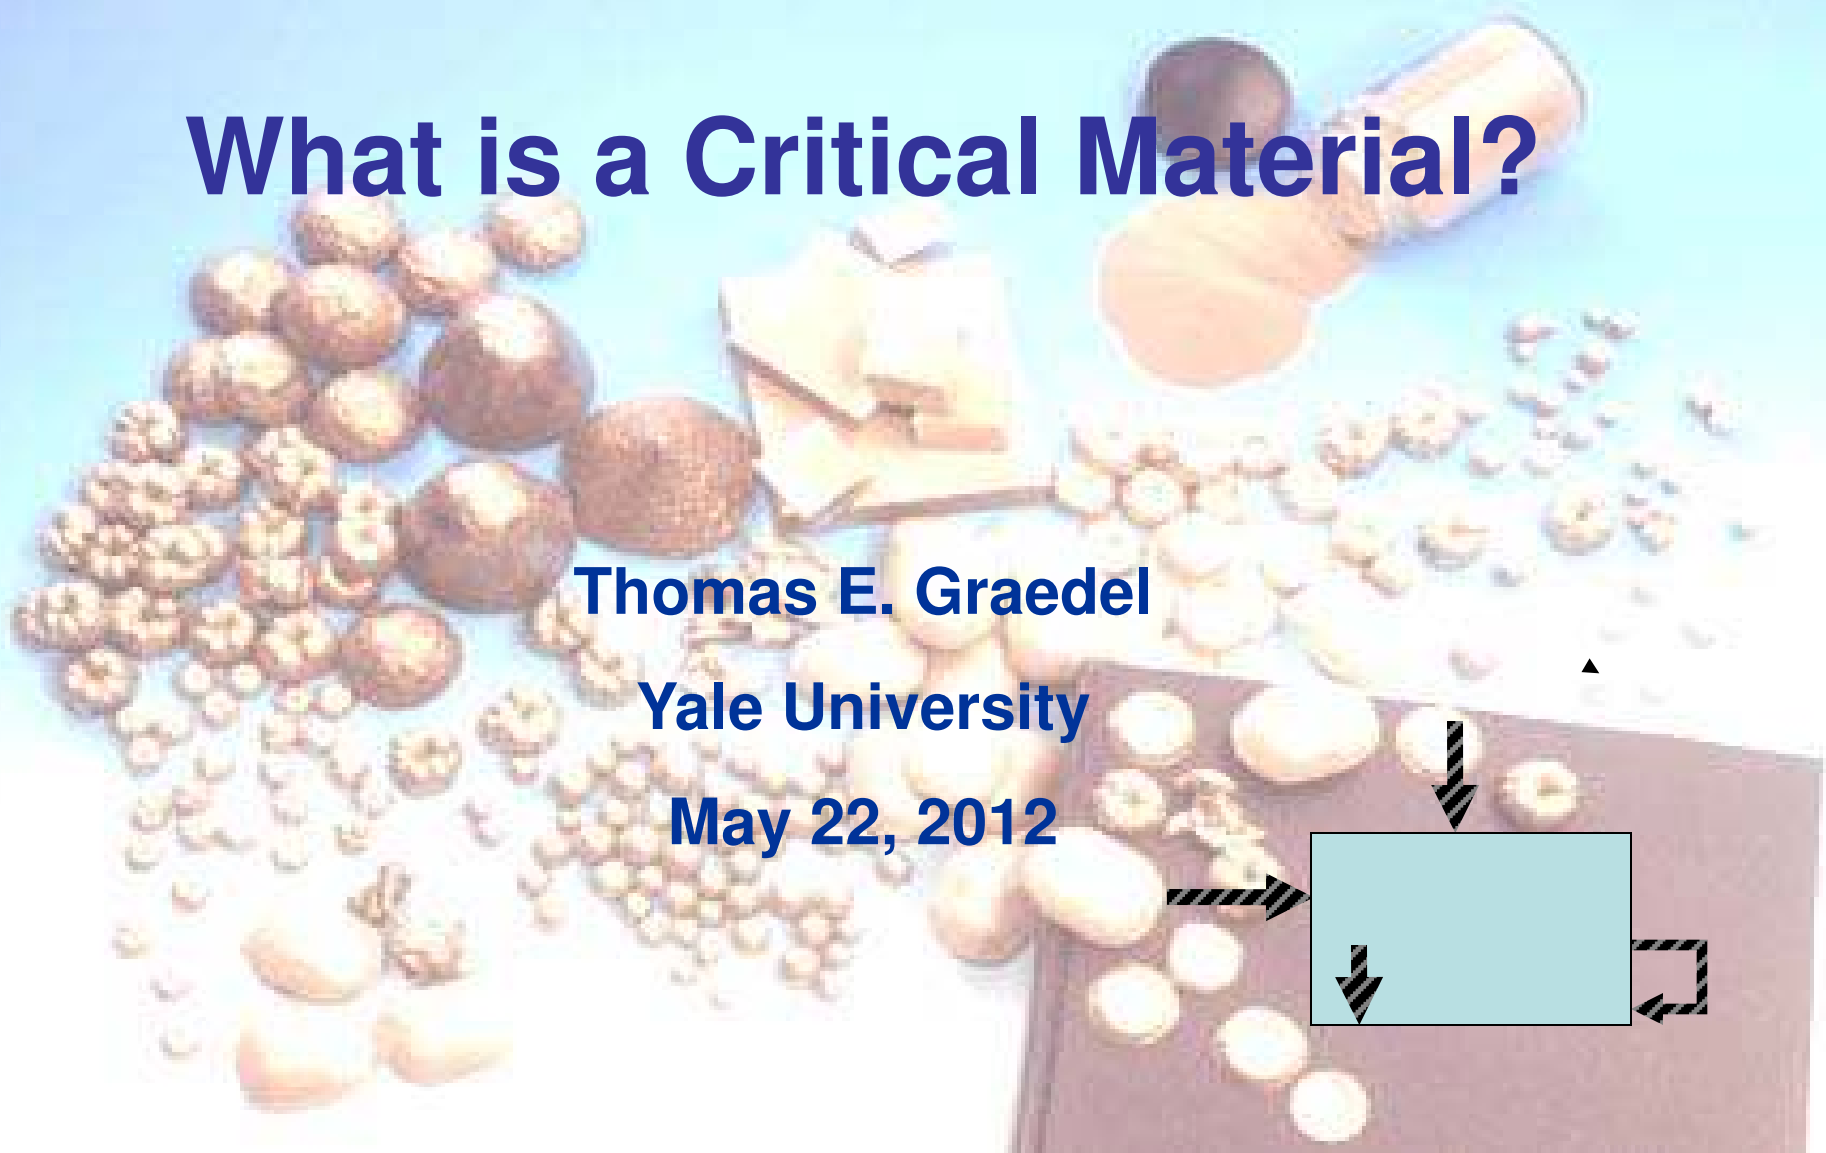 What is a Critical Material?
Thomas E. Graedel
Yale University
May 22, 2012